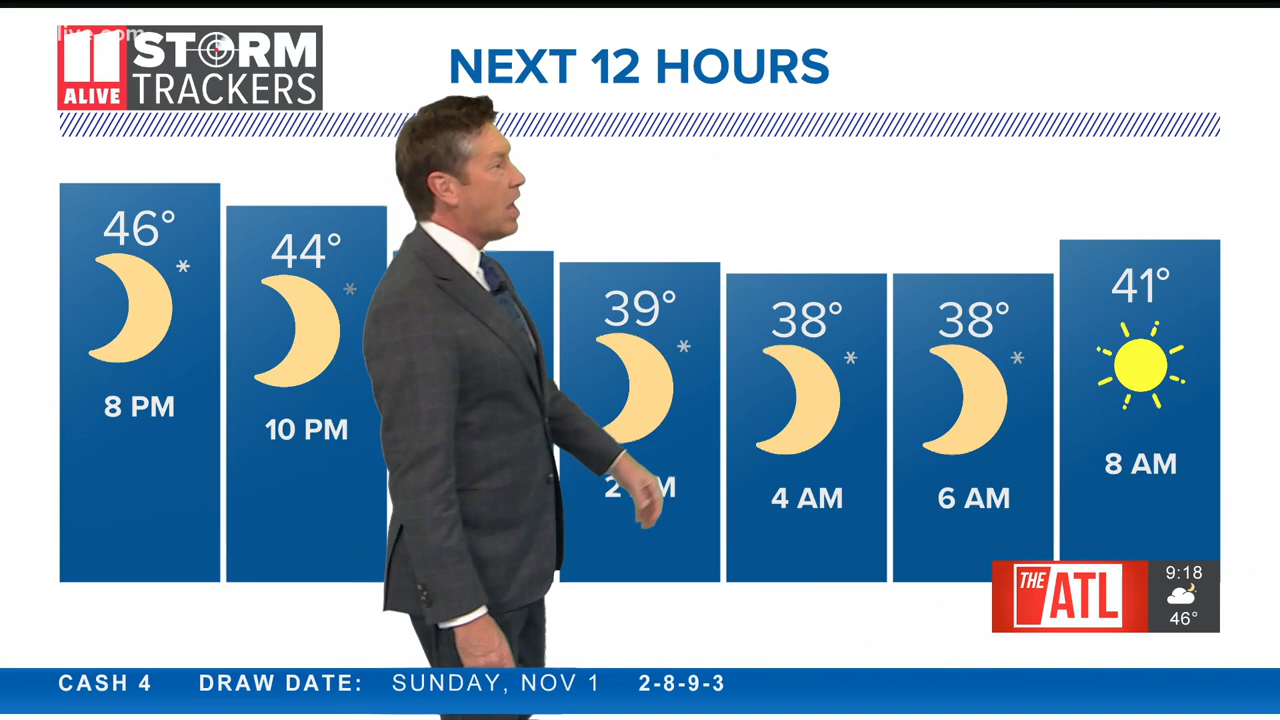 alive.com
11
ALIVE
STORM
TRACKERS
NEXT 12 HOURS
46°
8 PM
44°
10 PM
39°
38°
4 AM
38°
6 AM
41°
8 AM
THE
ATL
9:18
46°
CASH 4 DRAW DATE: SUNDAY, NOV 1 2-8-9-3